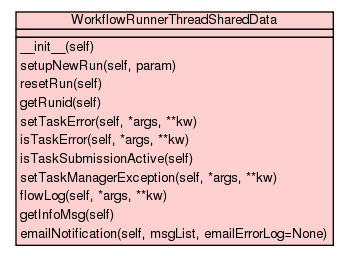 WorkflowRunnerThreadSharedData
__init__(self)
setupNewRun(self, param)
resetRun(self)
getRunid(self)
setTaskError(self, *args, **kw)
isTaskError(self, *args, **kw)
isTaskSubmissionActive(self)
setTaskManagerException(self, *args, **kw)
flowLog(self, *args, **kw)
getInfoMsg(self)
emailNotification(self, msgList, emailErrorLog=None)